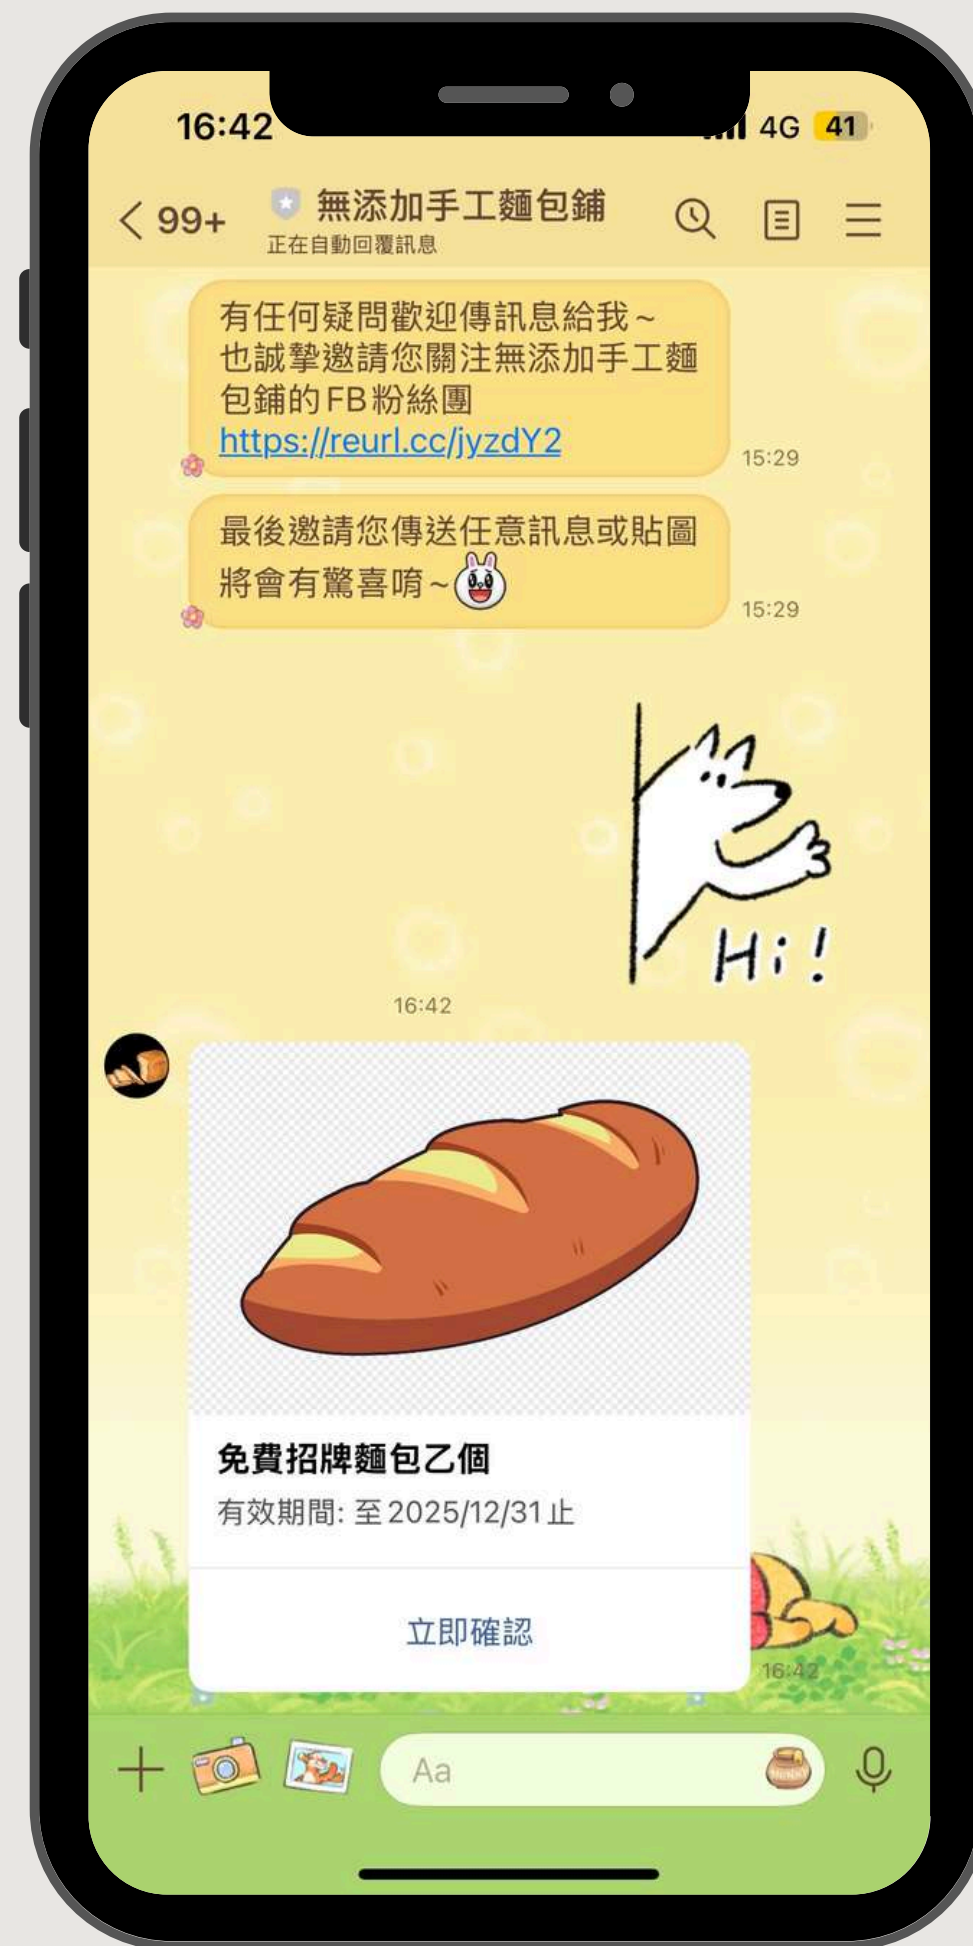 16:42
4G 41
99+
無添加手工麵包鋪
正在自動回覆訊息
有任何疑問歡迎傳訊息給我~
也誠摯邀請您關注無添加手工麵
包鋪的FB粉絲團
https://reurl.cc/jyzdY2
15:29
最後邀請您傳送任意訊息或貼圖
將會有驚喜唷~
15:29
Hi!
16:42
免費招牌麵包乙個
有效期間: 至2025/12/31止
立即確認
16:42
Aa